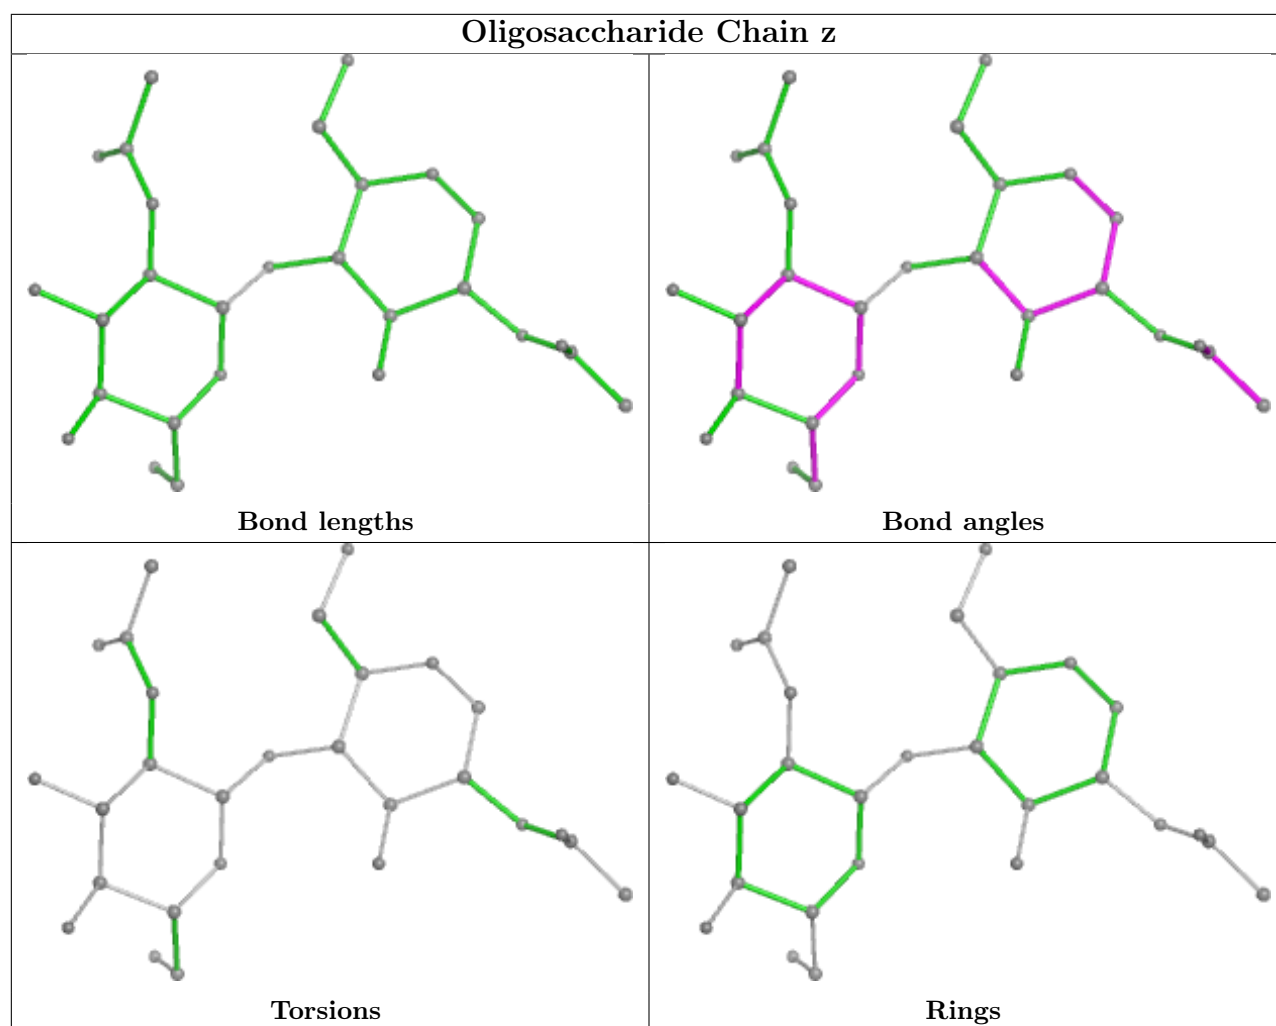 Oligosaccharide Chain z
Bond lengths
Bond angles
Torsions
Rings